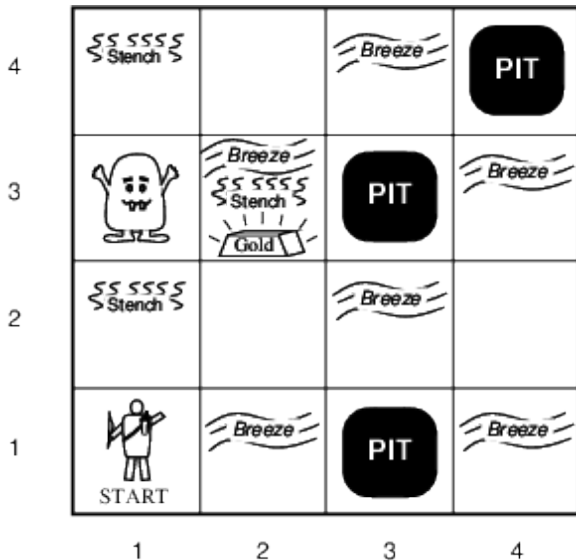 4
Stench
Breeze
PIT
3
Breeze
Stench
Gold
PIT
Breeze
2
Stench
Breeze
1
START
Breeze
PIT
Breeze
1 2 3 4